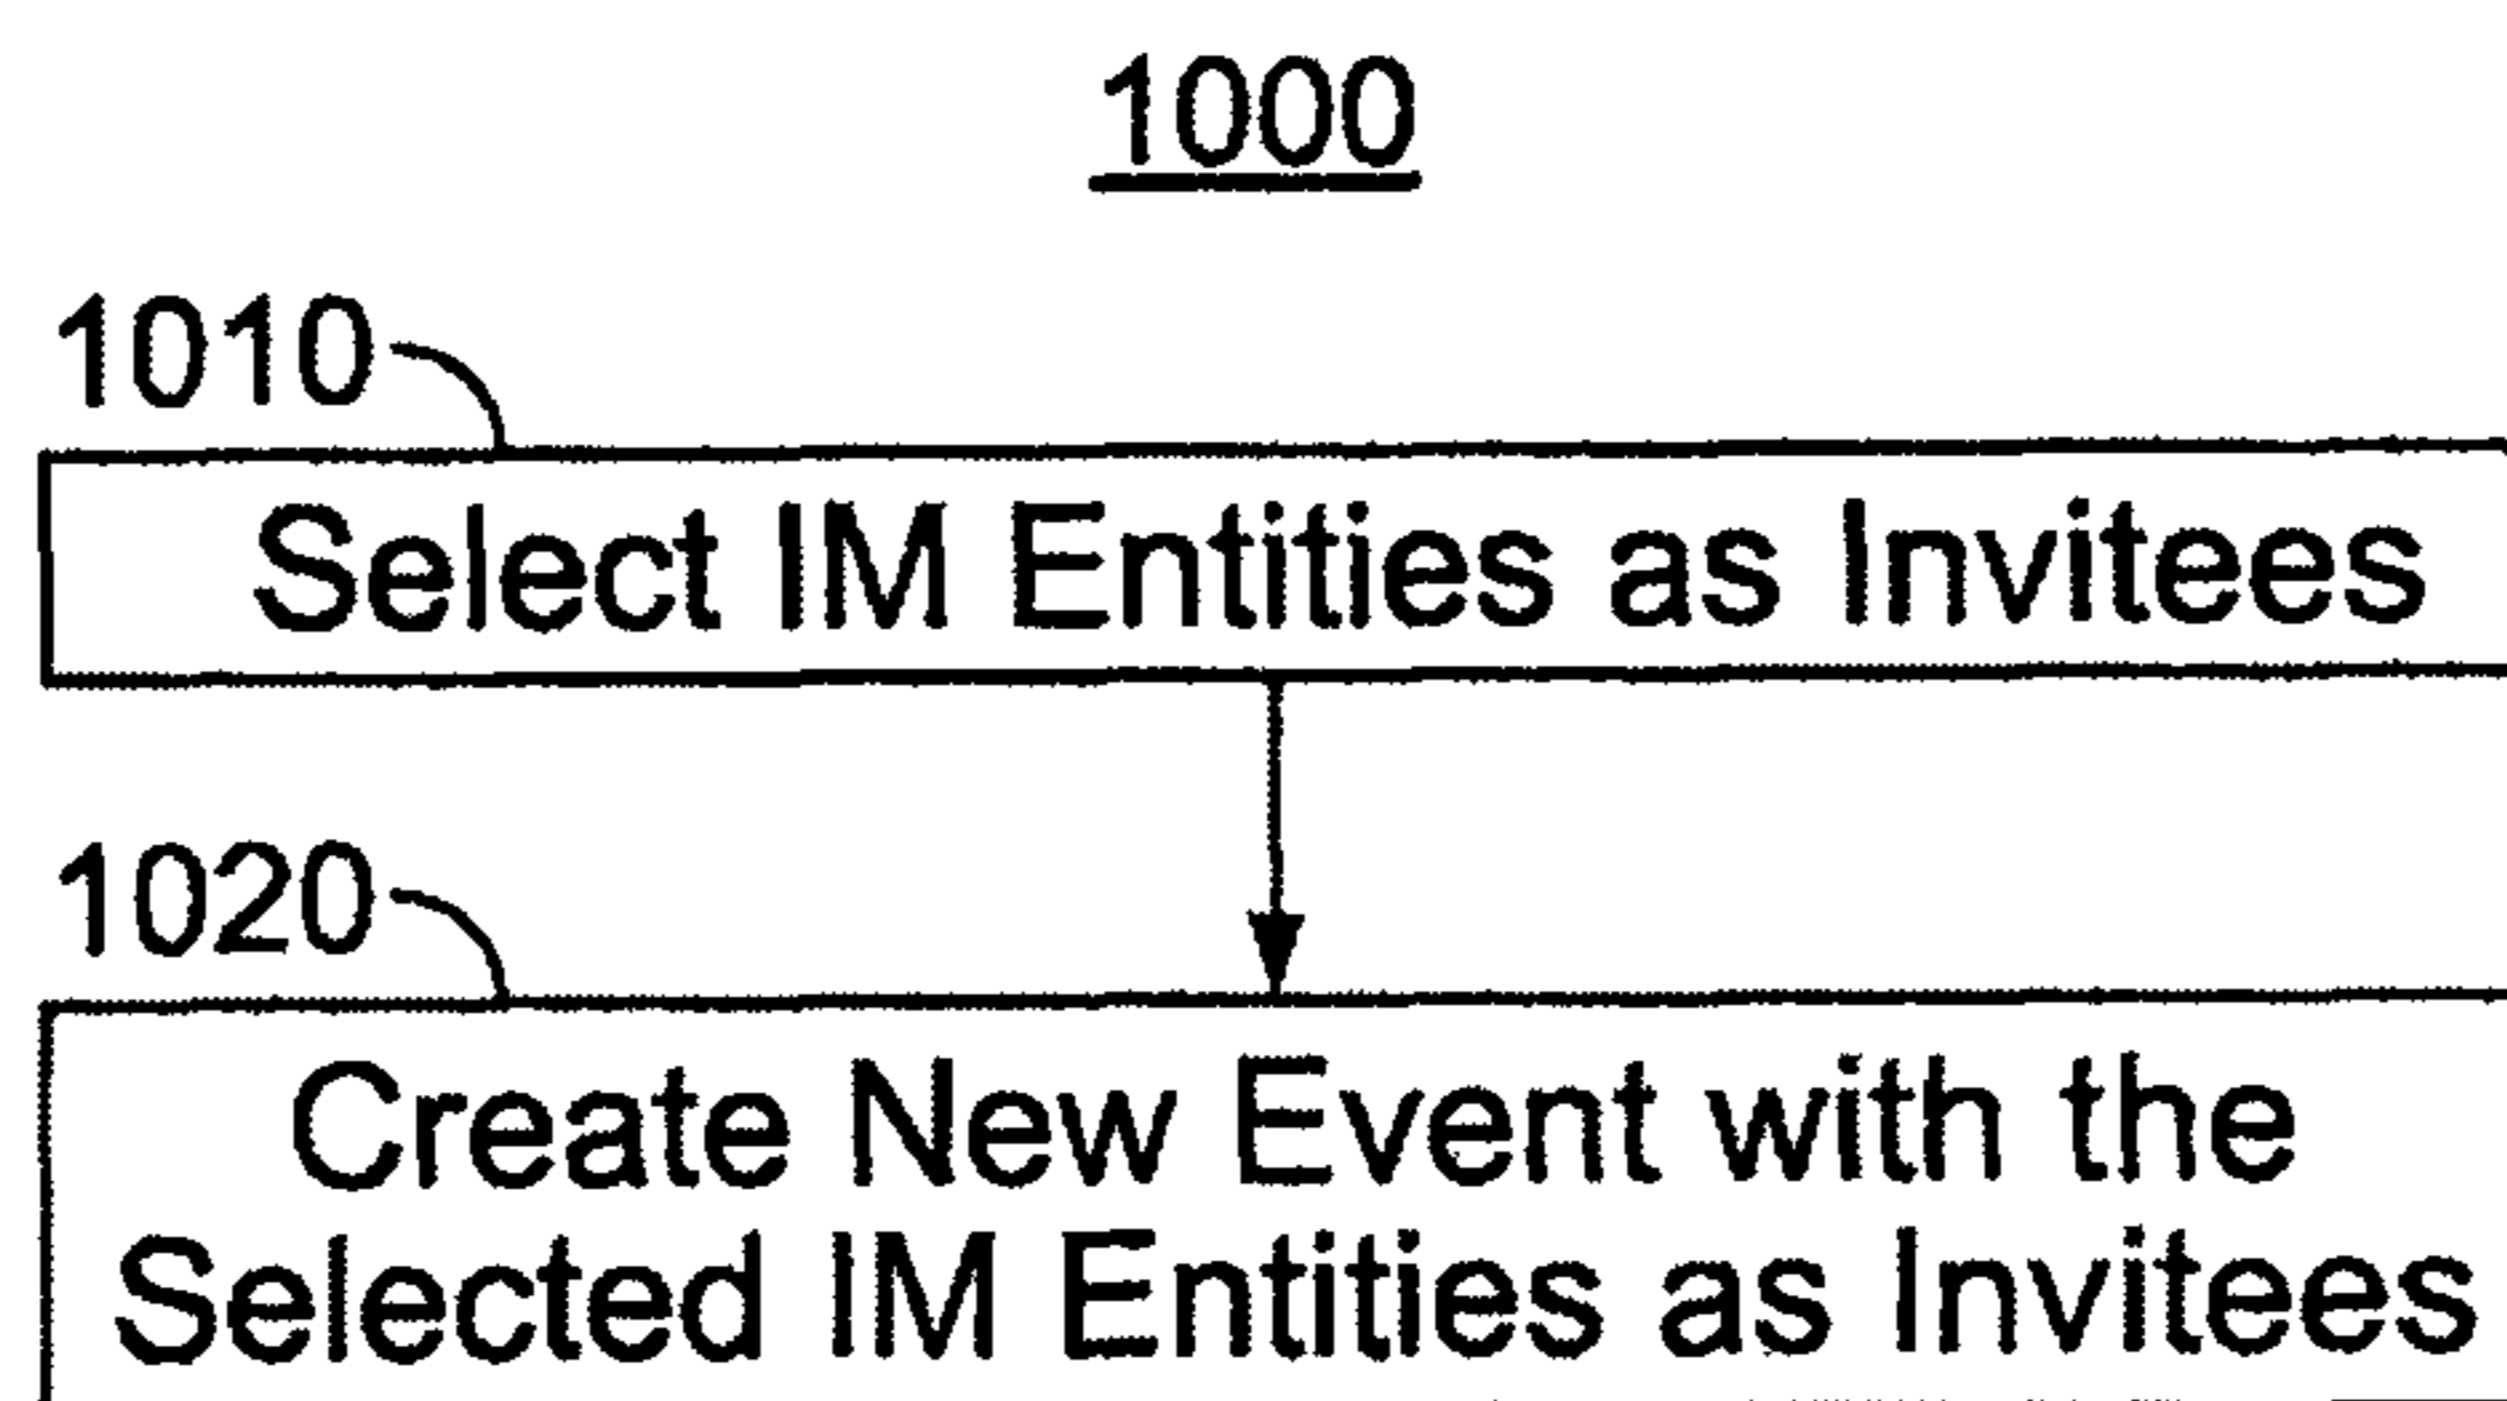 1000
1010
Select IM Entities as Invitees
1020
Create New Event with the
Selected IM Entities as Invitees